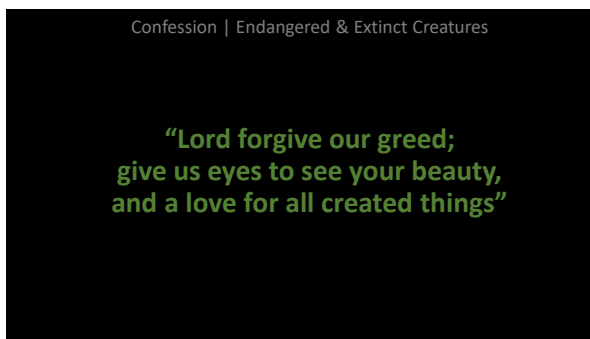 Confession | Endangered & Extinct Creatures
“Lord forgive our greed;
give us eyes to see your beauty,
and a love for all created things”